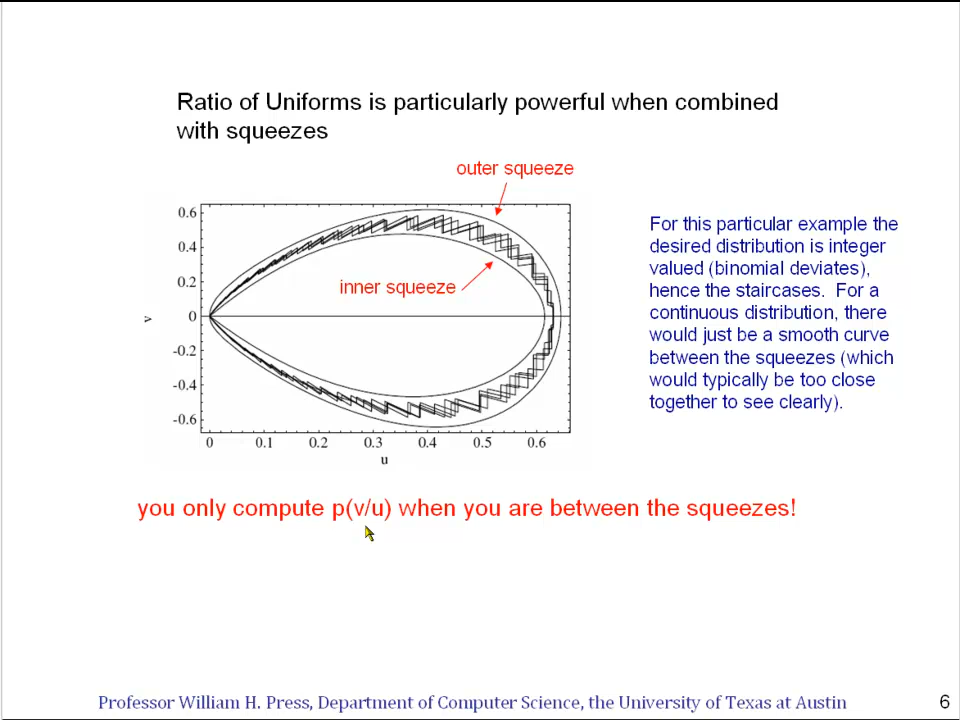 Ratio of Uniforms is particularly powerful when combined
with squeezes
outer squeeze
inner squeeze
0.6
0.4
0.2
0
-0.2
-0.4
-0.6
v
0 0.1 0.2 0.3 0.4 0.5 0.6
u
For this particular example the
desired distribution is integer
valued (binomial deviates),
hence the staircases. For a
continuous distribution, there
would just be a smooth curve
between the squeezes (which
would typically be too close
together to see clearly).
you only compute p(v/u) when you are between the squeezes!
Professor William H. Press, Department of Computer Science, the University of Texas at Austin
6